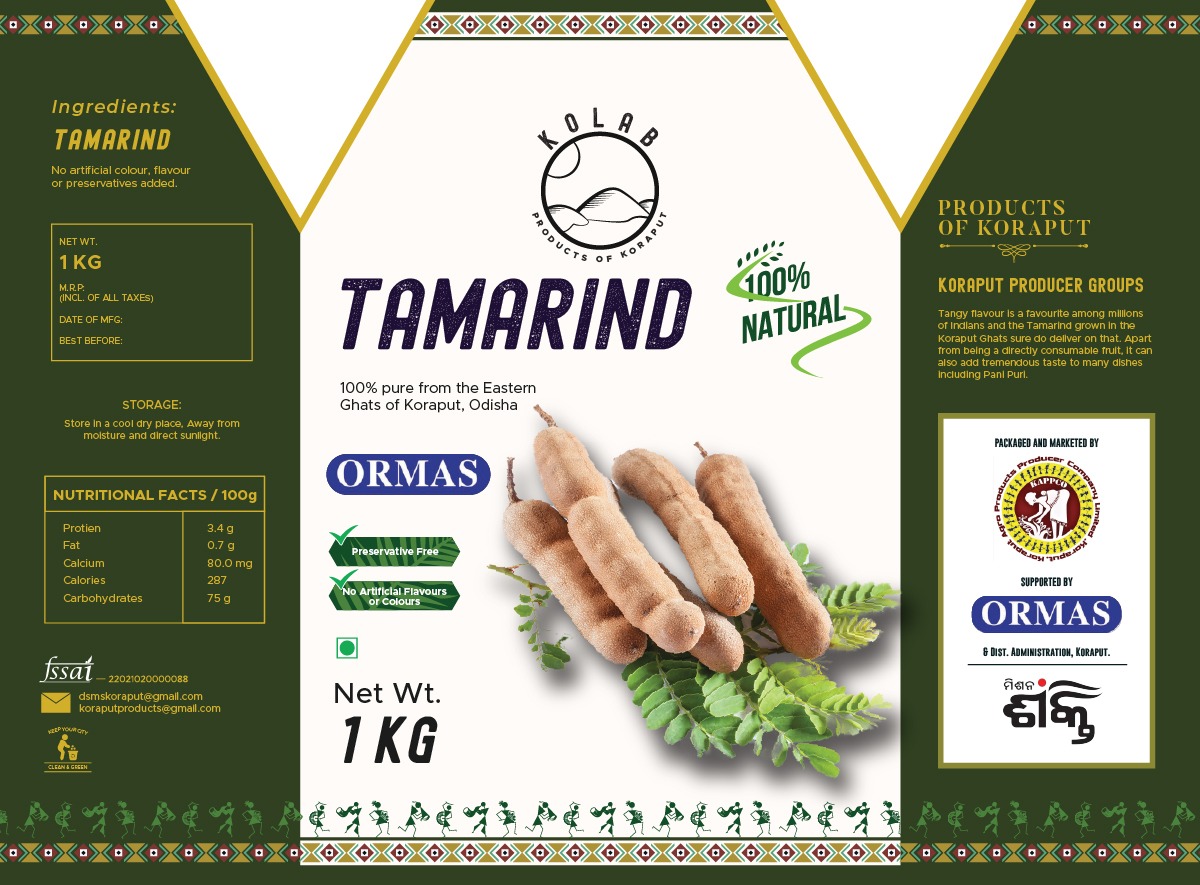 Ingredients:
TAMARIND
No artificial colour, flavour
or preservatives added.
NET WT.
1 KG
M.R.P:
(INCL. OF ALL TAXEs)
DATE OF MFG:
BEST BEFORE:
STORAGE:
Store in a cool dry place, Away from
moisture and direct sunlight.
NUTRITIONAL FACTS / 100g
Protien 3.4 g
Fat 0.7 g
Calcium 80.0 mg
Calories 287
Carbohydrates 75 g
fssai — 22021020000088
dsmskoraput@gmail.com
koraputproducts@gmail.com
KEEP YOUR CITY
CLEAN & GREEN
KOLAB
PRODUCTS OF KORAPUT
TAMARIND
100%
NATURAL
100% pure from the Eastern
Ghats of Koraput, Odisha
ORMAS
Preservative Free
No Artificial Flavours
or Colours
Net Wt.
1 KG
PRODUCTS
OF KORAPUT
KORAPUT PRODUCER GROUPS
Tangy flavour is a favourite among millions
of Indians and the Tamarind grown in the
Koraput Ghats sure do deliver on that. Apart
from being a directly consumable fruit, it can
also add tremendous taste to many dishes
including Pani Puri.
PACKAGED AND MARKETED BY
Koraput Agro Products Producer Company Limited
KAPPCO
SUPPORTED BY
ORMAS
& DIST. ADMINISTRATION, KORAPUT.
ମିଶନ
ଶକ୍ତି